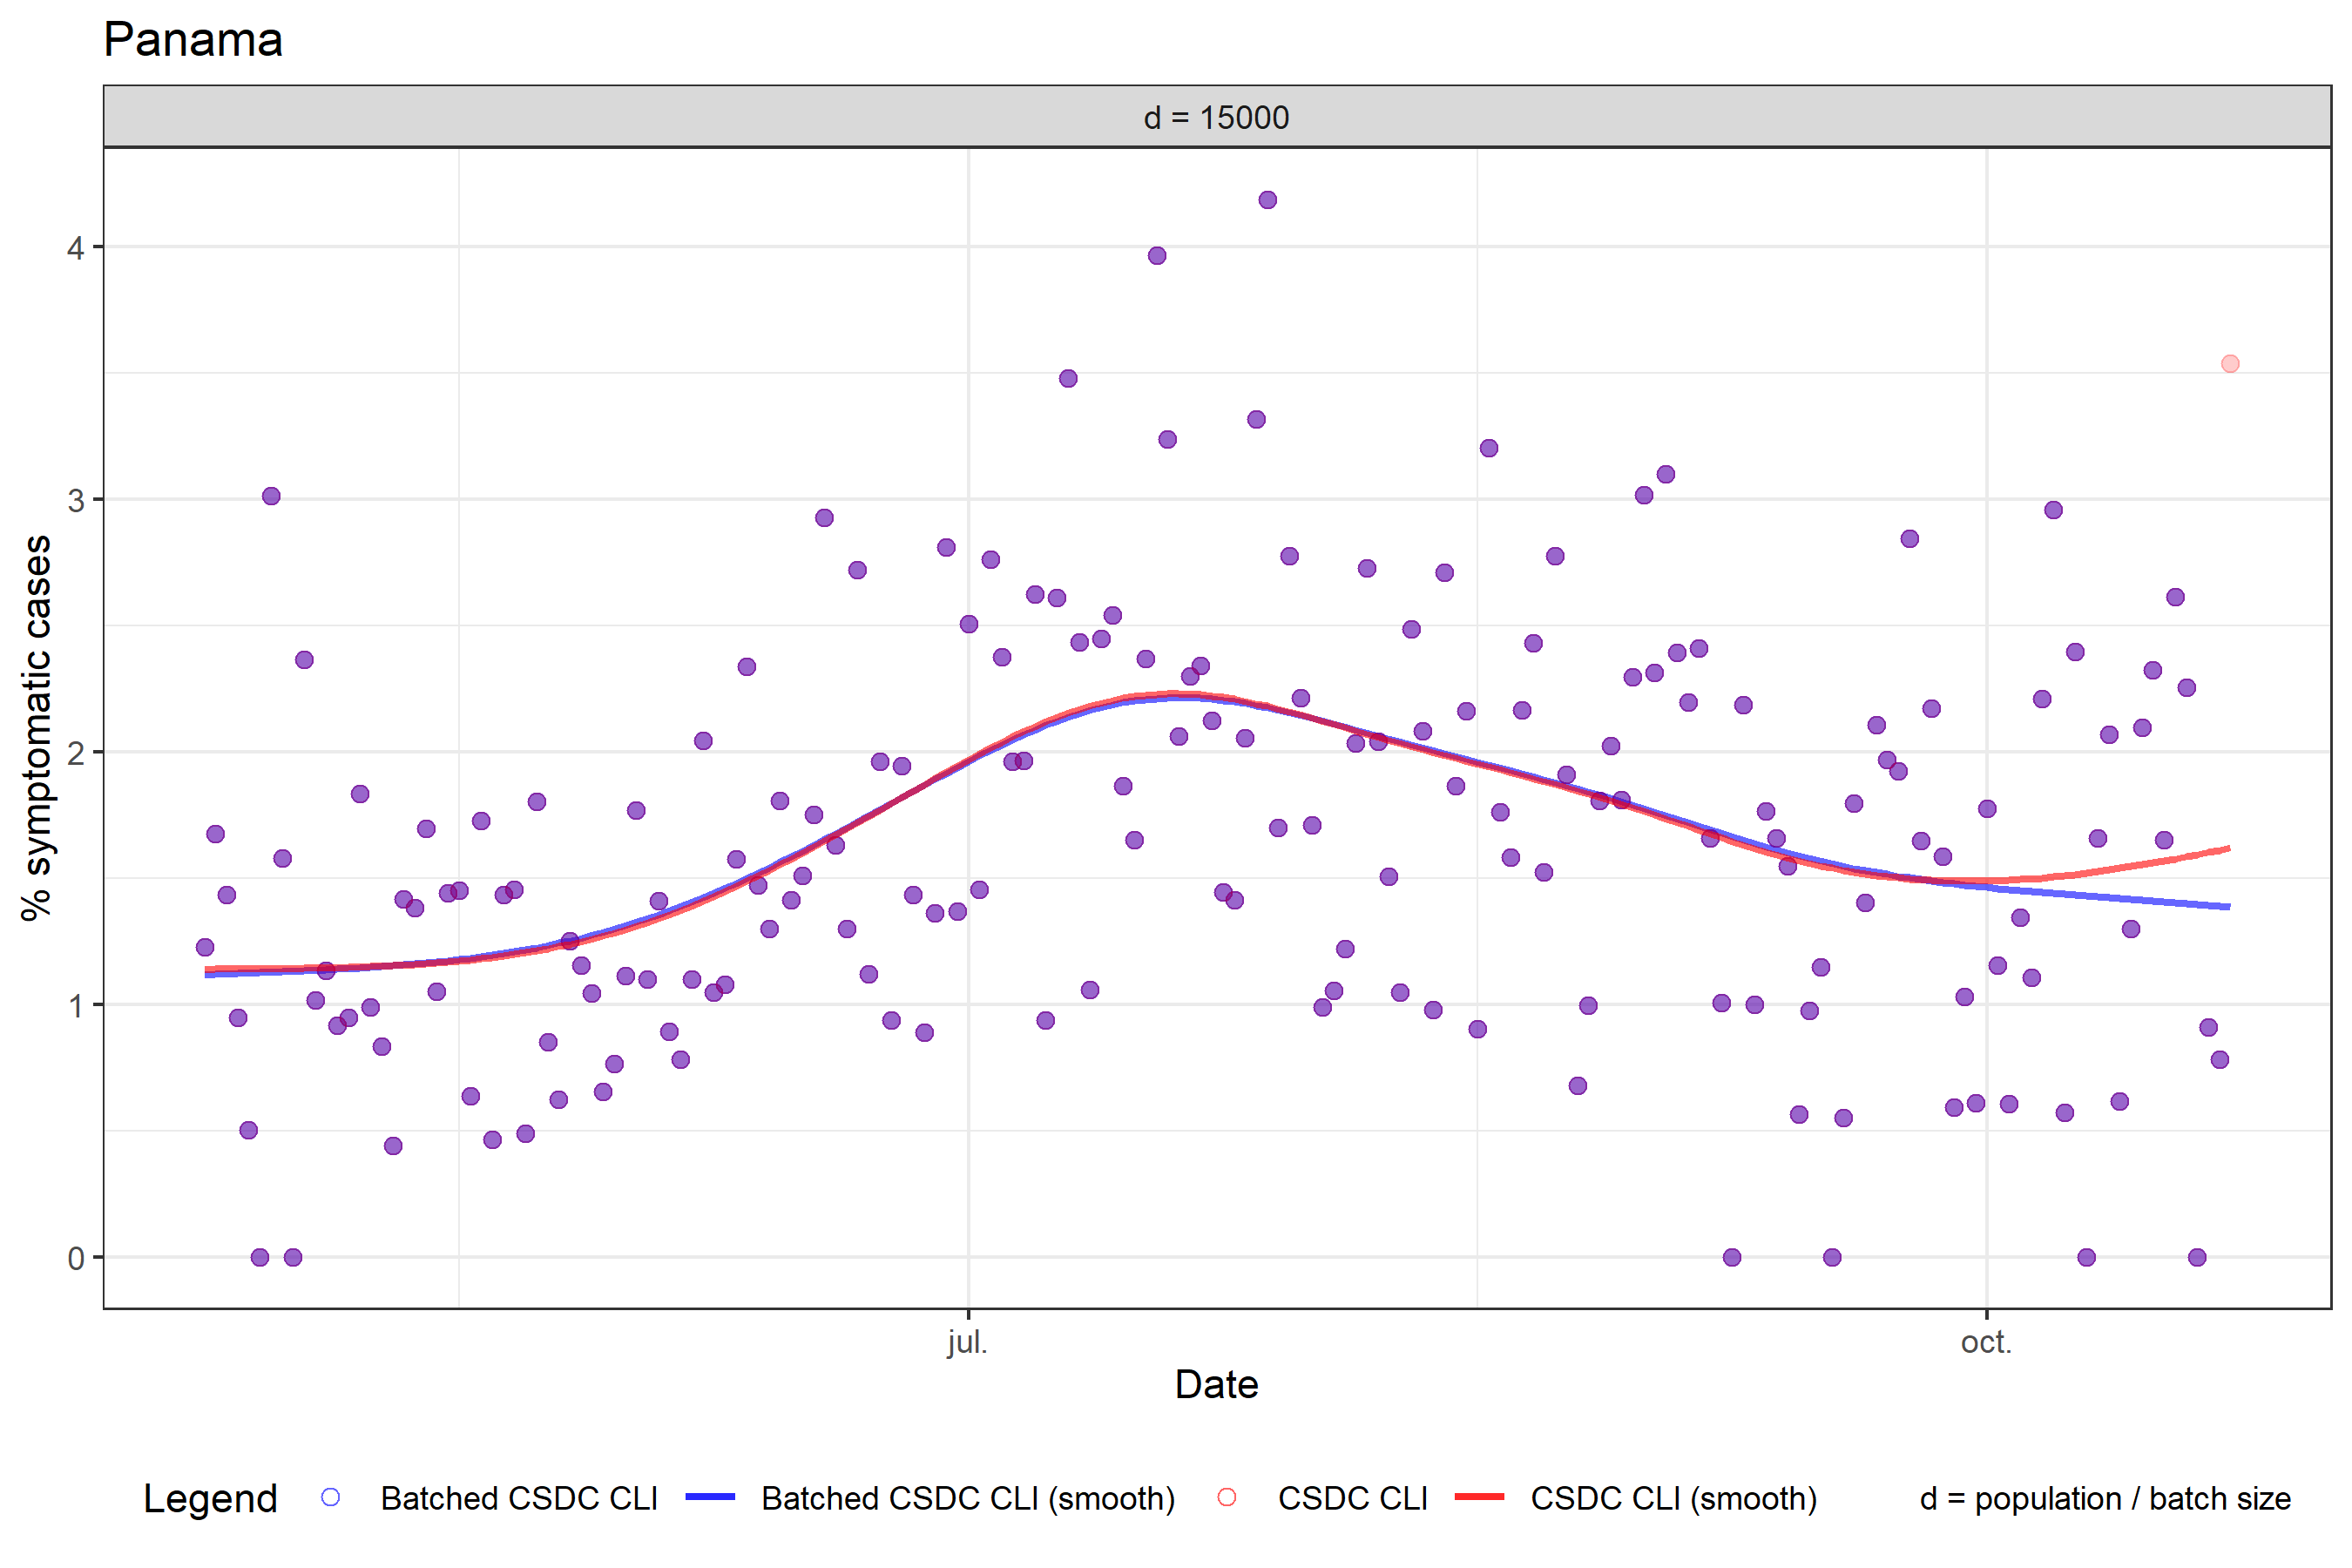 Panama
d = 15000
% symptomatic cases
4
3
2
1
0
jul.
oct.
Date
Legend
Batched CSDC CLI
Batched CSDC CLI (smooth)
CSDC CLI
CSDC CLI (smooth)
d = population / batch size